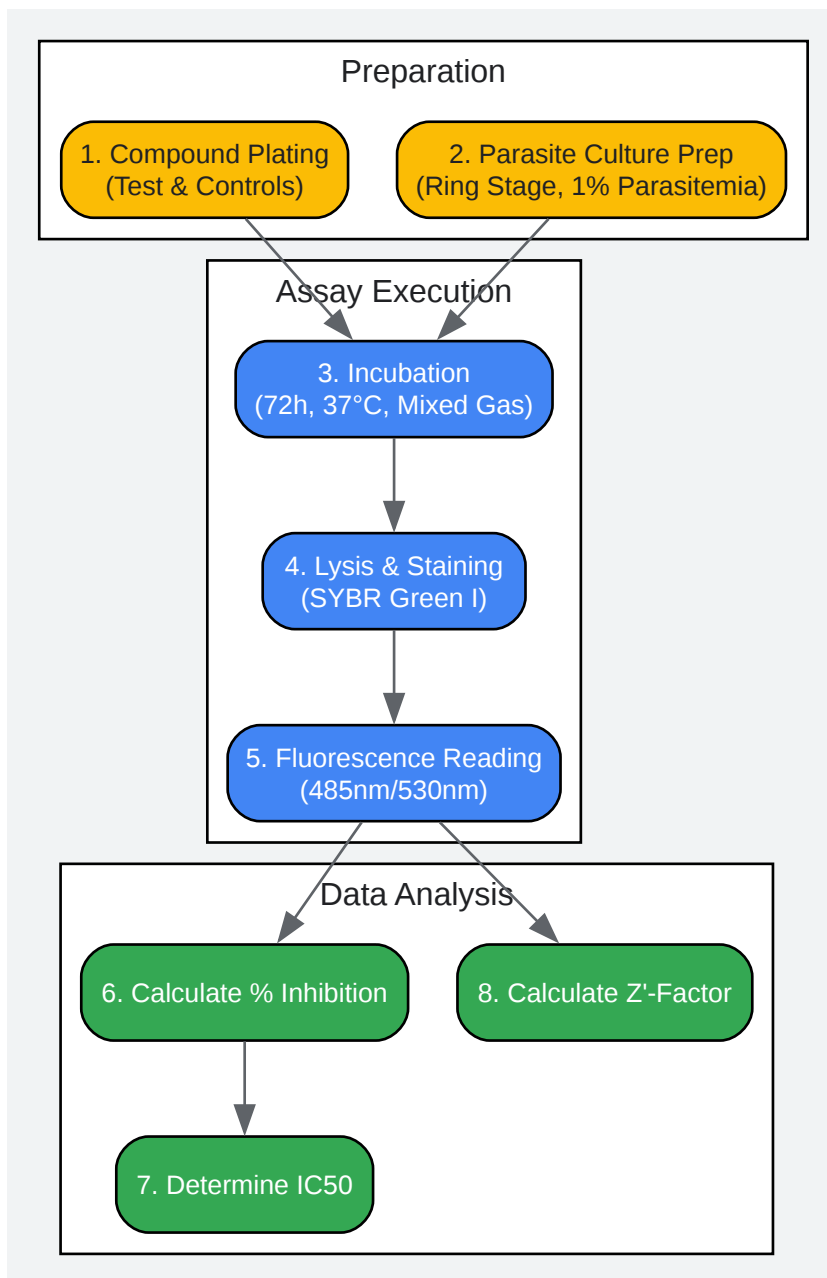 Preparation
1. Compound Plating
(Test & Controls)
2. Parasite Culture Prep
(Ring Stage, 1% Parasitemia)
Assay Execution
3. Incubation
(72h, 37°C, Mixed Gas)
4. Lysis & Staining
(SYBR Green I)
5. Fluorescence Reading
(485nm/530nm)
Data Analysis
6. Calculate % Inhibition
8. Calculate Z'-Factor
7. Determine IC50